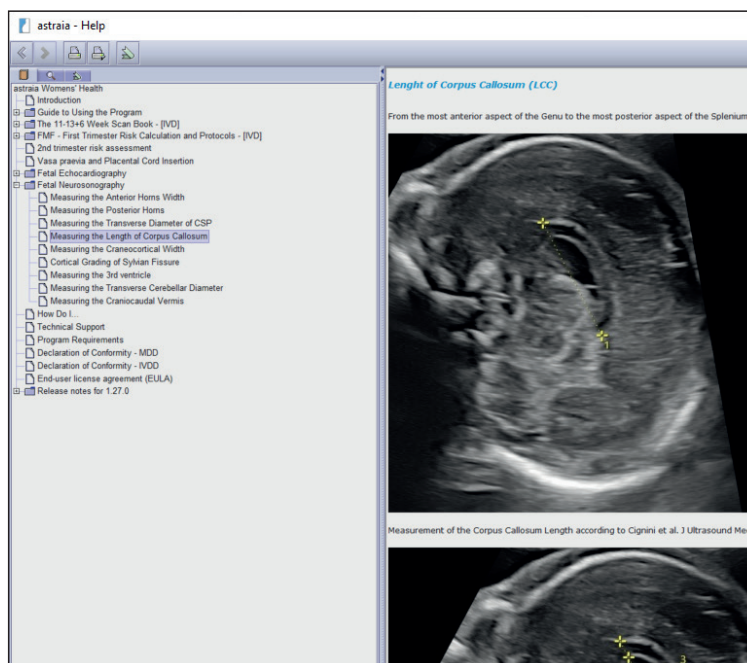 astraia - Help
astraia Womens' Health
Introduction
Guide to Using the Program
The 11-13+6 Week Scan Book - [IVD]
FMF - First Trimester Risk Calculation and Protocols - [IVD]
2nd trimester risk assessment
Vasa praevia and Placental Cord Insertion
Fetal Echocardiography
Fetal Neurosonography
Measuring the Anterior Horns Width
Measuring the Posterior Horns
Measuring the Transverse Diameter of CSP
Measuring the Length of Corpus Callosum
Measuring the Craneocortical Width
Cortical Grading of Sylvian Fissure
Measuring the 3rd ventricle
Measuring the Transverse Cerebellar Diameter
Measuring the Craniocaudal Vermis
How Do I...
Technical Support
Program Requirements
Declaration of Conformity - MDD
Declaration of Conformity - IVDD
End-user license agreement (EULA)
Release notes for 1.27.0
Lenght of Corpus Callosum (LCC)
From the most anterior aspect of the Genu to the most posterior aspect of the Splenium
1
Measurement of the Corpus Callosum Length according to Cignini et al. J Ultrasound Me
3